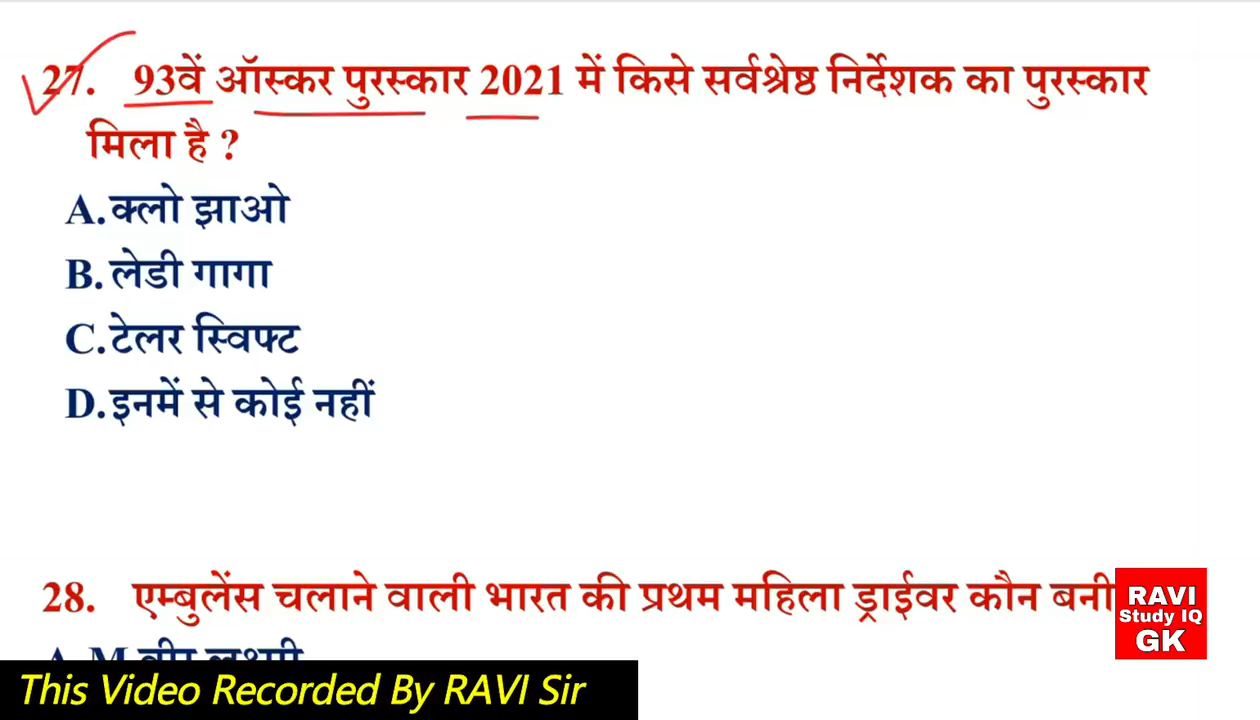 27. 93वें ऑस्कर पुरस्कार 2021 में किसे सर्वश्रेष्ठ निर्देशक का पुरस्कार
मिला है ?
A. क्लो झाओ
B. लेडी गागा
C. टेलर स्विफ्ट
D. इनमें से कोई नहीं
28. एम्बुलेंस चलाने वाली भारत की प्रथम महिला ड्राईवर कौन बनी
A. M वीर लक्ष्मी
RAVI
Study IQ
GK
This Video Recorded By RAVI Sir